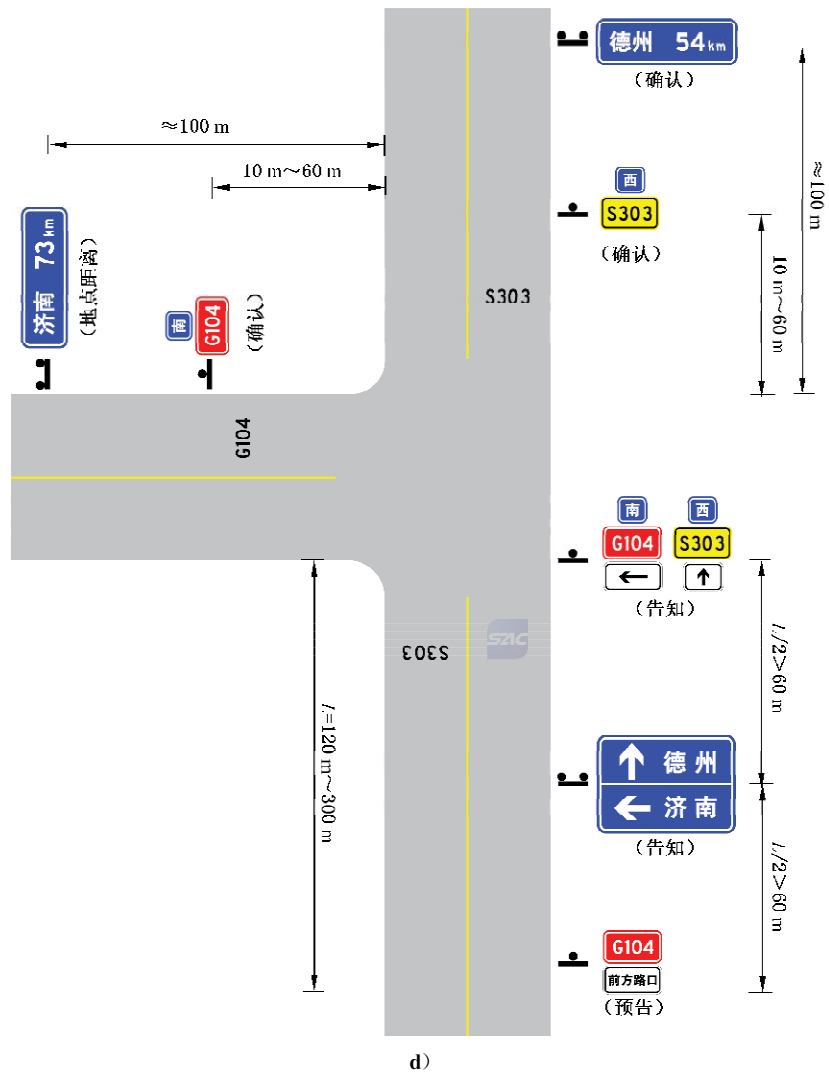 德州 54km
(确认)
≈100 m
10 m～60 m
西
S303
(确认)
≈100 m
10 m～60 m
济南 73km
(地点距离)
南
G104
(确认)
S303
G104
南 西
G104 S303
(告知)
S303
SAC
L/2>60 m
L=120 m～300 m
德州
济南
(告知)
L/2>60 m
G104
前方路口
(预告)
d)